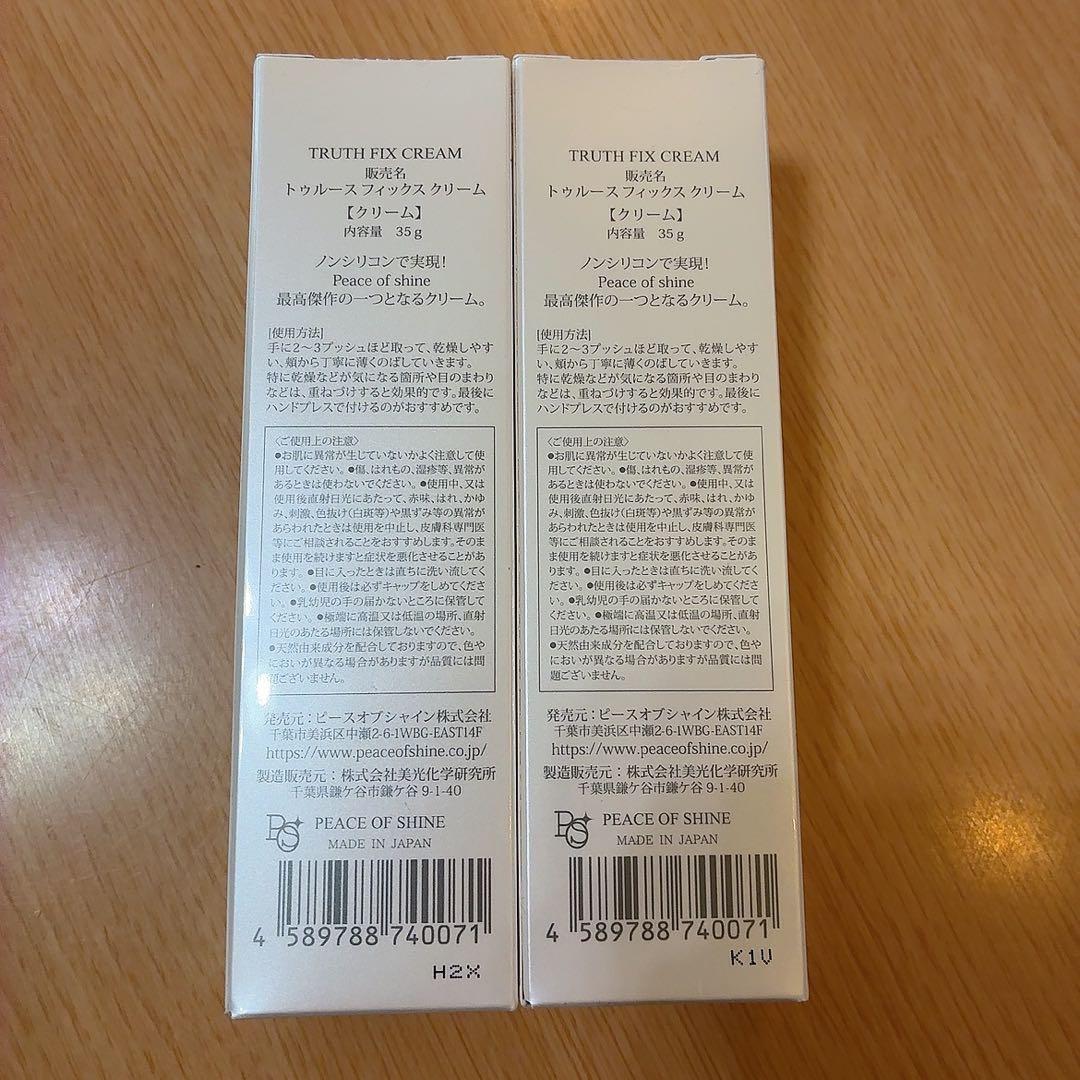 TRUTH FIX CREAM
販売名
トゥルース フィックス クリーム
【クリーム】
内容量 35g
ノンシリコンで実現!
Peace of shine
最高傑作の一つとなるクリーム。
[使用方法]
手に2～3プッシュほど取って、乾燥しやす
い、頬から丁寧に薄くのばしていきます。
特に乾燥などが気になる箇所や目のまわり
などは、重ねづけすると効果的です。最後に
ハンドプレスで付けるのがおすすめです。
〈ご使用上の注意〉
●お肌に異常が生じていないかよく注意して使
用してください。●傷、はれもの、湿疹等、異常が
あるときは使わないでください。●使用中、又は
使用後直射日光にあたって、赤味、はれ、かゆ
み、刺激、色抜け(白斑等)や黒ずみ等の異常が
あらわれたときは使用を中止し、皮膚科専門医
等にご相談されることをおすすめします。そのま
ま使用を続けますと症状を悪化させることがあ
ります。●目に入ったときは直ちに洗い流してく
ださい。●使用後は必ずキャップをしめてくださ
い。●乳幼児の手の届かないところに保管して
ください。●極端に高温又は低温の場所、直射
日光のあたる場所には保管しないでください。
●天然由来成分を配合しておりますので、色や
においが異なる場合がありますが品質には問
題ございません。
発売元：ピースオブシャイン株式会社
千葉市美浜区中瀬2-6-1WBG-EAST14F
https://www.peaceofshine.co.jp/
製造販売元：株式会社美光化学研究所
千葉県鎌ケ谷市鎌ケ谷 9-1-40
PS PEACE OF SHINE
MADE IN JAPAN
4 589788 740071
H2X
TRUTH FIX CREAM
販売名
トゥルース フィックス クリーム
【クリーム】
内容量 35g
ノンシリコンで実現!
Peace of shine
最高傑作の一つとなるクリーム。
[使用方法]
手に2～3プッシュほど取って、乾燥しやす
い、頬から丁寧に薄くのばしていきます。
特に乾燥などが気になる箇所や目のまわり
などは、重ねづけすると効果的です。最後に
ハンドプレスで付けるのがおすすめです。
〈ご使用上の注意〉
●お肌に異常が生じていないかよく注意して使
用してください。●傷、はれもの、湿疹等、異常が
あるときは使わないでください。●使用中、又は
使用後直射日光にあたって、赤味、はれ、かゆ
み、刺激、色抜け(白斑等)や黒ずみ等の異常が
あらわれたときは使用を中止し、皮膚科専門医
等にご相談されることをおすすめします。そのま
ま使用を続けますと症状を悪化させることがあ
ります。●目に入ったときは直ちに洗い流してく
ださい。●使用後は必ずキャップをしめてくださ
い。●乳幼児の手の届かないところに保管して
ください。●極端に高温又は低温の場所、直射
日光のあたる場所には保管しないでください。
●天然由来成分を配合しておりますので、色や
においが異なる場合がありますが品質には問
題ございません。
発売元：ピースオブシャイン株式会社
千葉市美浜区中瀬2-6-1WBG-EAST14F
https://www.peaceofshine.co.jp/
製造販売元：株式会社美光化学研究所
千葉県鎌ケ谷市鎌ケ谷 9-1-40
PS PEACE OF SHINE
MADE IN JAPAN
4 589788 740071
K1V